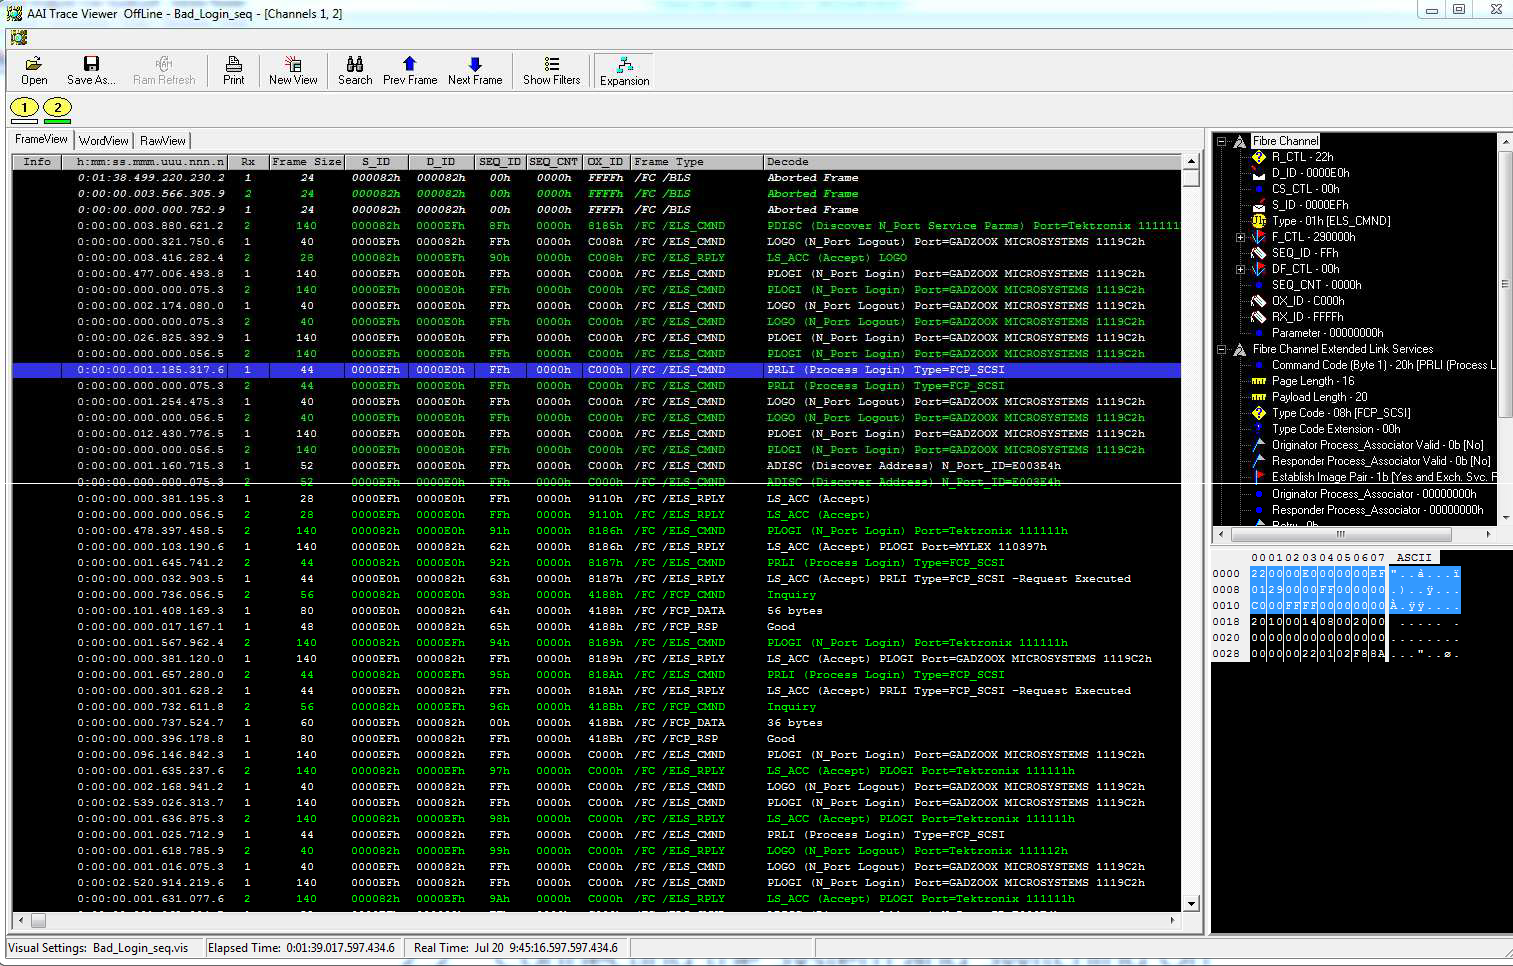 AAI Trace Viewer OffLine - Bad_Login_seq - [Channels 1, 2]
Open Save As... Ram Refresh Print New View Search Prev Frame Next Frame Show Filters Expansion
1 2
FrameView WordView RawView
Info h:mm:ss.mmm.uuu.nnn.n Rx Frame Size S_ID D_ID SEQ_ID SEQ_CNT OX_ID Frame Type Decode
0:01:38.499.220.230.2 1 24 000082h 000082h 00h 0000h FFFFh /FC /BLS Aborted Frame
0:00:00.003.566.305.9 2 24 000082h 000082h 00h 0000h FFFFh /FC /BLS Aborted Frame
0:00:00.000.000.752.9 1 24 000082h 000082h 00h 0000h FFFFh /FC /BLS Aborted Frame
0:00:00.003.880.621.2 2 140 000082h 0000EFh 8Fh 0000h 8185h /FC /ELS_CMND PDISC (Discover N_Port Service Parms) Port=Tektronix 111111
0:00:00.000.321.750.6 1 40 0000EFh 000082h FFh 0000h C008h /FC /ELS_CMND LOGO (N_Port Logout) Port=GADZOOX MICROSYSTEMS 1119C2h
0:00:00.003.416.282.4 2 28 000082h 0000EFh 90h 0000h C008h /FC /ELS_RPLY LS_ACC (Accept) LOGO
0:00:00.477.006.493.8 1 140 0000EFh 0000E0h FFh 0000h C000h /FC /ELS_CMND PLOGI (N_Port Login) Port=GADZOOX MICROSYSTEMS 1119C2h
0:00:00.000.000.075.3 2 140 0000EFh 0000E0h FFh 0000h C000h /FC /ELS_CMND PLOGI (N_Port Login) Port=GADZOOX MICROSYSTEMS 1119C2h
0:00:00.002.174.080.0 1 40 0000EFh 0000E0h FFh 0000h C000h /FC /ELS_CMND LOGO (N_Port Logout) Port=GADZOOX MICROSYSTEMS 1119C2h
0:00:00.000.000.075.3 2 40 0000EFh 0000E0h FFh 0000h C000h /FC /ELS_CMND LOGO (N_Port Logout) Port=GADZOOX MICROSYSTEMS 1119C2h
0:00:00.026.825.392.9 1 140 0000EFh 0000E0h FFh 0000h C000h /FC /ELS_CMND PLOGI (N_Port Login) Port=GADZOOX MICROSYSTEMS 1119C2h
0:00:00.000.000.056.5 2 140 0000EFh 0000E0h FFh 0000h C000h /FC /ELS_CMND PLOGI (N_Port Login) Port=GADZOOX MICROSYSTEMS 1119C2h
0:00:00.001.185.317.6 1 44 0000EFh 0000E0h FFh 0000h C000h /FC /ELS_CMND PRLI (Process Login) Type=FCP_SCSI
0:00:00.000.000.075.3 2 44 0000EFh 0000E0h FFh 0000h C000h /FC /ELS_CMND PRLI (Process Login) Type=FCP_SCSI
0:00:00.001.254.475.3 1 40 0000EFh 0000E0h FFh 0000h C000h /FC /ELS_CMND LOGO (N_Port Logout) Port=GADZOOX MICROSYSTEMS 1119C2h
0:00:00.000.000.056.5 2 40 0000EFh 0000E0h FFh 0000h C000h /FC /ELS_CMND LOGO (N_Port Logout) Port=GADZOOX MICROSYSTEMS 1119C2h
0:00:00.012.430.776.5 1 140 0000EFh 0000E0h FFh 0000h C000h /FC /ELS_CMND PLOGI (N_Port Login) Port=GADZOOX MICROSYSTEMS 1119C2h
0:00:00.000.000.056.5 2 140 0000EFh 0000E0h FFh 0000h C000h /FC /ELS_CMND PLOGI (N_Port Login) Port=GADZOOX MICROSYSTEMS 1119C2h
0:00:00.001.160.715.3 1 52 0000EFh 0000E0h FFh 0000h C000h /FC /ELS_CMND ADISC (Discover Address) N_Port_ID=E003E4h
0:00:00.000.000.075.3 2 52 0000EFh 0000E0h FFh 0000h C000h /FC /ELS_CMND ADISC (Discover Address) N_Port_ID=E003E4h
0:00:00.000.381.195.3 1 28 0000EFh 0000E0h FFh 0000h 9110h /FC /ELS_RPLY LS_ACC (Accept)
0:00:00.000.000.056.5 2 28 0000EFh 0000E0h FFh 0000h 9110h /FC /ELS_RPLY LS_ACC (Accept)
0:00:00.478.397.458.5 2 140 000082h 0000E0h 91h 0000h 8186h /FC /ELS_CMND PLOGI (N_Port Login) Port=Tektronix 111111h
0:00:00.000.103.190.6 1 140 0000E0h 000082h 62h 0000h 8186h /FC /ELS_RPLY LS_ACC (Accept) PLOGI Port=MYLEX 110397h
0:00:00.001.645.741.2 2 44 000082h 0000E0h 92h 0000h 8187h /FC /ELS_CMND PRLI (Process Login) Type=FCP_SCSI
0:00:00.000.032.903.5 1 44 0000E0h 000082h 63h 0000h 8187h /FC /ELS_RPLY LS_ACC (Accept) PRLI Type=FCP_SCSI -Request Executed
0:00:00.000.736.056.5 2 56 000082h 0000E0h 93h 0000h 4188h /FC /FCP_CMND Inquiry
0:00:00.101.408.169.3 1 80 0000E0h 000082h 64h 0000h 4188h /FC /FCP_DATA 56 bytes
0:00:00.000.017.167.1 1 48 0000E0h 000082h 65h 0000h 4188h /FC /FCP_RSP Good
0:00:00.001.567.962.4 2 140 000082h 0000EFh 94h 0000h 8189h /FC /ELS_CMND PLOGI (N_Port Login) Port=Tektronix 111111h
0:00:00.000.381.120.0 1 140 0000EFh 000082h FFh 0000h 8189h /FC /ELS_RPLY LS_ACC (Accept) PLOGI Port=GADZOOX MICROSYSTEMS 1119C2h
0:00:00.001.657.280.0 2 44 000082h 0000EFh 95h 0000h 818Ah /FC /ELS_CMND PRLI (Process Login) Type=FCP_SCSI
0:00:00.000.301.628.2 1 44 0000EFh 000082h FFh 0000h 818Ah /FC /ELS_RPLY LS_ACC (Accept) PRLI Type=FCP_SCSI -Request Executed
0:00:00.000.732.611.8 2 56 000082h 0000EFh 96h 0000h 418Bh /FC /FCP_CMND Inquiry
0:00:00.000.737.524.7 1 60 0000EFh 000082h 00h 0000h 418Bh /FC /FCP_DATA 36 bytes
0:00:00.000.396.178.8 1 80 0000EFh 000082h FFh 0000h 418Bh /FC /FCP_RSP Good
0:00:00.096.146.842.3 1 140 0000EFh 000082h FFh 0000h C000h /FC /ELS_CMND PLOGI (N_Port Login) Port=GADZOOX MICROSYSTEMS 1119C2h
0:00:00.001.635.237.6 2 140 000082h 0000EFh 97h 0000h C000h /FC /ELS_RPLY LS_ACC (Accept) PLOGI Port=Tektronix 111111h
0:00:00.002.168.941.2 1 40 0000EFh 000082h FFh 0000h C000h /FC /ELS_CMND LOGO (N_Port Logout) Port=GADZOOX MICROSYSTEMS 1119C2h
0:00:02.539.026.313.7 1 140 0000EFh 000082h FFh 0000h C000h /FC /ELS_CMND PLOGI (N_Port Login) Port=GADZOOX MICROSYSTEMS 1119C2h
0:00:00.001.636.875.3 2 140 000082h 0000EFh 98h 0000h C000h /FC /ELS_RPLY LS_ACC (Accept) PLOGI Port=Tektronix 111111h
0:00:00.001.025.712.9 1 44 0000EFh 000082h FFh 0000h C000h /FC /ELS_CMND PRLI (Process Login) Type=FCP_SCSI
0:00:00.001.618.785.9 2 40 000082h 0000EFh 99h 0000h C000h /FC /ELS_CMND LOGO (N_Port Logout) Port=Tektronix 111112h
0:00:00.001.016.075.3 1 40 0000EFh 000082h FFh 0000h C000h /FC /ELS_CMND LOGO (N_Port Logout) Port=GADZOOX MICROSYSTEMS 1119C2h
0:00:02.520.914.219.6 1 140 0000EFh 000082h FFh 0000h C000h /FC /ELS_CMND PLOGI (N_Port Login) Port=GADZOOX MICROSYSTEMS 1119C2h
0:00:00.001.631.077.6 2 140 000082h 0000EFh 9Ah 0000h C000h /FC /ELS_RPLY LS_ACC (Accept) PLOGI Port=Tektronix 111111h
Fibre Channel
R_CTL - 22h
D_ID - 0000E0h
CS_CTL - 00h
S_ID - 0000EFh
Type - 01h [ELS_CMND]
F_CTL - 290000h
SEQ_ID - FFh
DF_CTL - 00h
SEQ_CNT - 0000h
OX_ID - C000h
RX_ID - FFFFh
Parameter - 00000000h
Fibre Channel Extended Link Services
Command Code (Byte 1) - 20h [PRLI (Process L
Page Length - 16
Payload Length - 20
Type Code - 08h [FCP_SCSI]
Type Code Extension - 00h
Originator Process_Associator Valid - 0b [No]
Responder Process_Associator Valid - 0b [No]
Establish Image Pair - 1b [Yes and Exch. Svc. F
Originator Process_Associator - 00000000h
Responder Process_Associator - 00000000h
00 01 02 03 04 05 06 07 ASCII
0000 22 00 00 E0 00 00 00 EF "..à...ï
0008 01 29 00 00 FF 00 00 00 .)..ÿ...
0010 C0 00 FF FF 00 00 00 00 À.ÿÿ....
0018 20 10 00 14 08 00 20 00 ...... .
0020 00 00 00 00 00 00 00 00 ........
0028 00 00 00 22 01 02 F8 8A ..."..ø.
Visual Settings: Bad_Login_seq.vis Elapsed Time: 0:01:39.017.597.434.6 Real Time: Jul 20 9:45:16.597.597.434.6